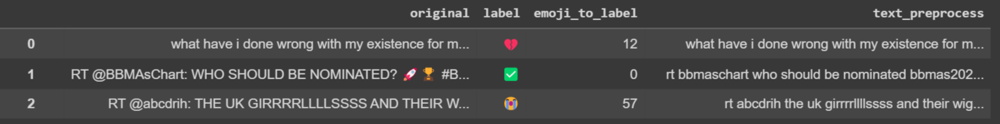 original label emoji_to_label text_preprocess
0 what have i done wrong with my existence for m... 💔 12 what have i done wrong with my existence for m...
1 RT @BBMAsChart: WHO SHOULD BE NOMINATED? 🚀 🏆 #B... ✅ 0 rt bbmaschart who should be nominated bbmas202...
2 RT @abcdrih: THE UK GIRRRRLLLLSSSS AND THEIR W... 😭 57 rt abcdrih the uk girrrrllllssss and their wig...